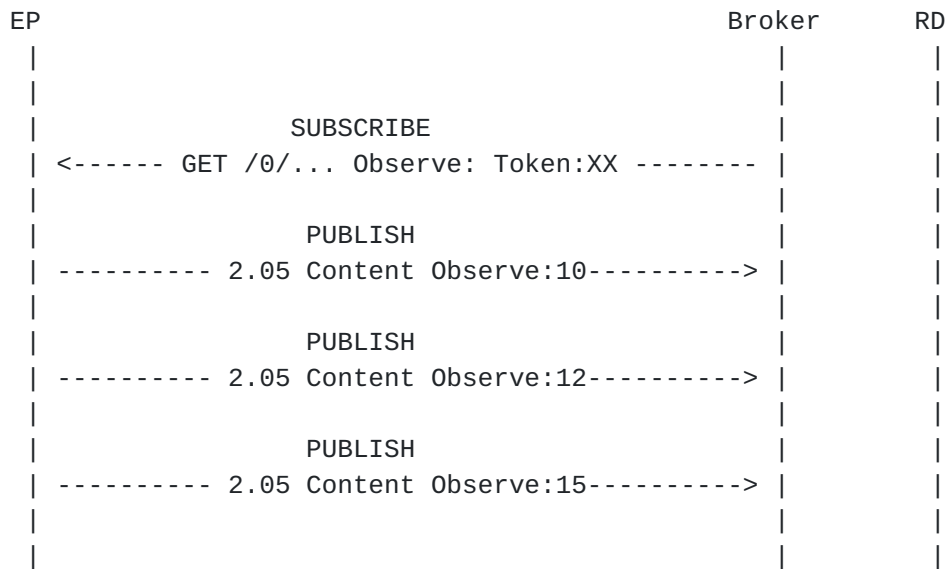 EP Broker RD
SUBSCRIBE
<------ GET /0/... Observe: Token:XX --------
PUBLISH
---------- 2.05 Content Observe:10---------->
PUBLISH
---------- 2.05 Content Observe:12---------->
PUBLISH
---------- 2.05 Content Observe:15---------->